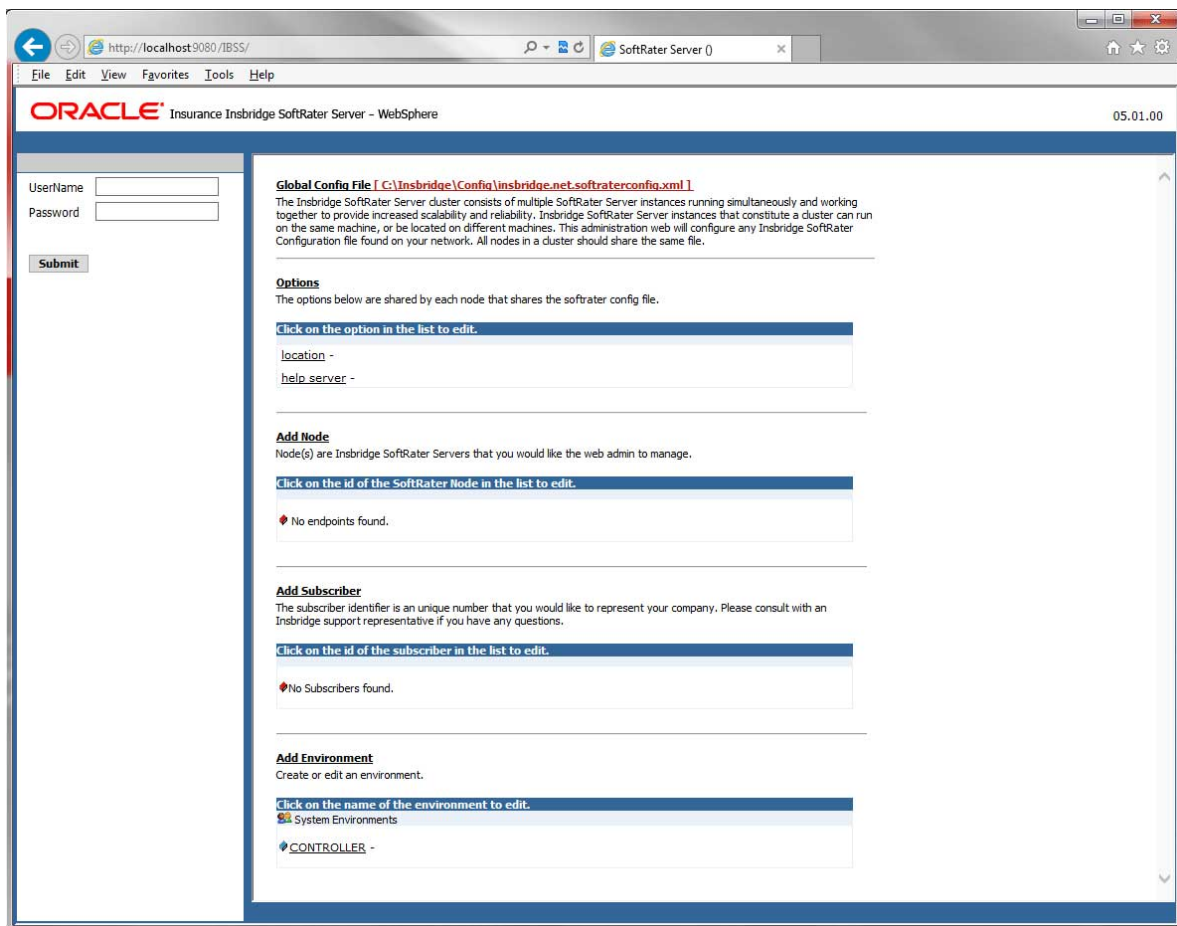 http://localhost:9080/IBSS/
SoftRater Server ()
File Edit View Favorites Tools Help
ORACLE Insurance Insbridge SoftRater Server – WebSphere
05.01.00
UserName
Password
Submit
Global Config File [ C:\Insbridge\Config\insbridge.net.softraterconfig.xml ]
The Insbridge SoftRater Server cluster consists of multiple SoftRater Server instances running simultaneously and working
together to provide increased scalability and reliability. Insbridge SoftRater Server instances that constitute a cluster can run
on the same machine, or be located on different machines. This administration web will configure any Insbridge SoftRater
Configuration file found on your network. All nodes in a cluster should share the same file.
Options
The options below are shared by each node that shares the softrater config file.
Click on the option in the list to edit.
location -
help server -
Add Node
Node(s) are Insbridge SoftRater Servers that you would like the web admin to manage.
Click on the id of the SoftRater Node in the list to edit.
No endpoints found.
Add Subscriber
The subscriber identifier is an unique number that you would like to represent your company. Please consult with an
Insbridge support representative if you have any questions.
Click on the id of the subscriber in the list to edit.
No Subscribers found.
Add Environment
Create or edit an environment.
Click on the name of the environment to edit.
System Environments
CONTROLLER -